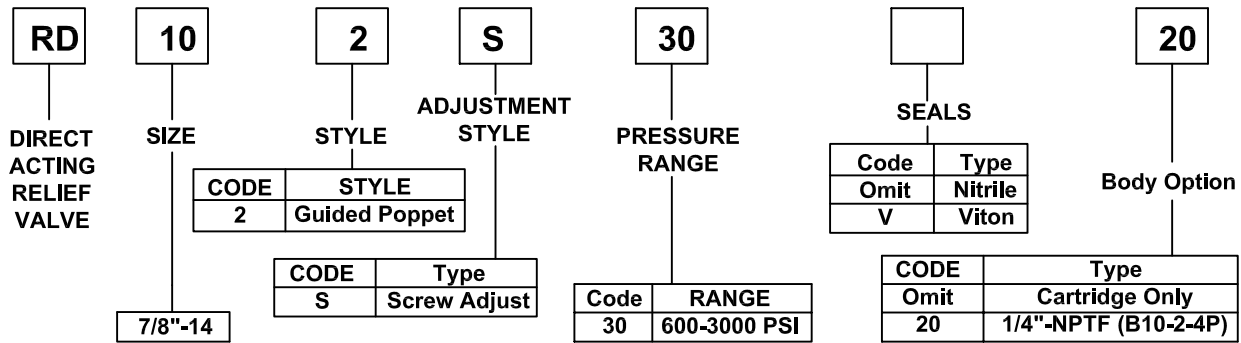 RD 10 2 S 30 20
DIRECT
ACTING
RELIEF
VALVE
SIZE
7/8"-14
STYLE
CODE STYLE
2 Guided Poppet
ADJUSTMENT
STYLE
CODE Type
S Screw Adjust
PRESSURE
RANGE
Code RANGE
30 600-3000 PSI
SEALS
Code Type
Omit Nitrile
V Viton
Body Option
CODE Type
Omit Cartridge Only
20 1/4"-NPTF (B10-2-4P)